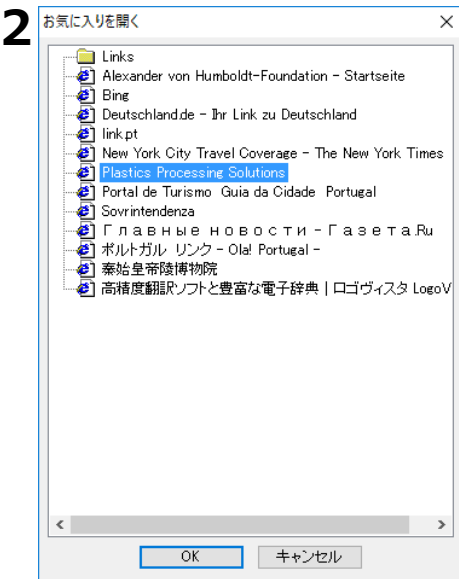 2
お気に入りを開く
Links
Alexander von Humboldt-Foundation - Startseite
Bing
Deutschland.de - Ihr Link zu Deutschland
link.pt
New York City Travel Coverage - The New York Times
Plastics Processing Solutions
Portal de Turismo Guia da Cidade Portugal
Sovrintendenza
Главные новости - Газета.Ru
ポルトガル リンク - Ola! Portugal -
秦始皇帝陵博物院
高精度翻訳ソフトと豊富な電子辞典 | ロゴヴィスタ LogoV
OK
キャンセル